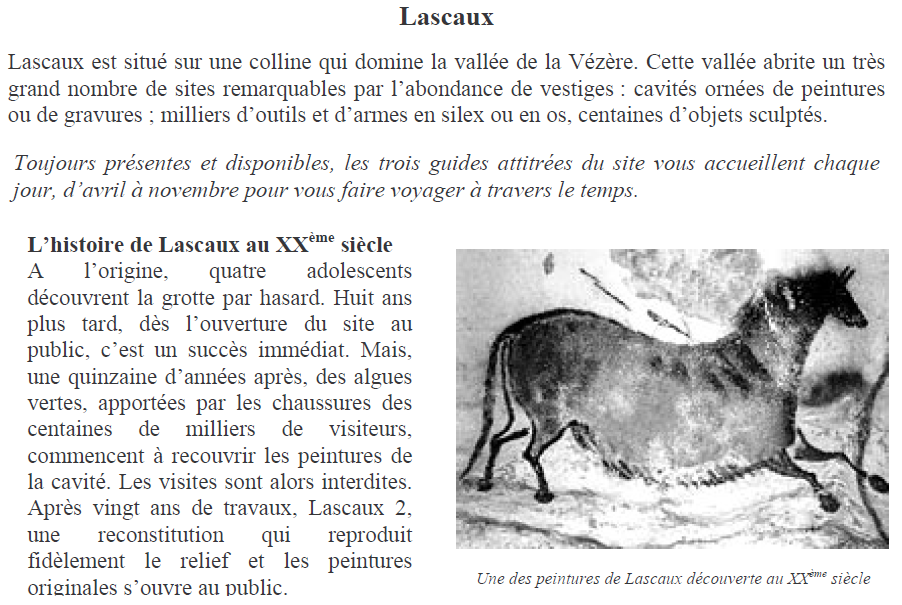 Lascaux
Lascaux est situé sur une colline qui domine la vallée de la Vézère. Cette vallée abrite un très
grand nombre de sites remarquables par l’abondance de vestiges : cavités ornées de peintures
ou de gravures ; milliers d’outils et d’armes en silex ou en os, centaines d’objets sculptés.
Toujours présentes et disponibles, les trois guides attitrées du site vous accueillent chaque
jour, d’avril à novembre pour vous faire voyager à travers le temps.
L’histoire de Lascaux au XXème siècle
A l’origine, quatre adolescents
découvrent la grotte par hasard. Huit ans
plus tard, dès l’ouverture du site au
public, c’est un succès immédiat. Mais,
une quinzaine d’années après, des algues
vertes, apportées par les chaussures des
centaines de milliers de visiteurs,
commencent à recouvrir les peintures de
la cavité. Les visites sont alors interdites.
Après vingt ans de travaux, Lascaux 2,
une reconstitution qui reproduit
fidèlement le relief et les peintures
originales s’ouvre au public.
Une des peintures de Lascaux découverte au XXème siècle